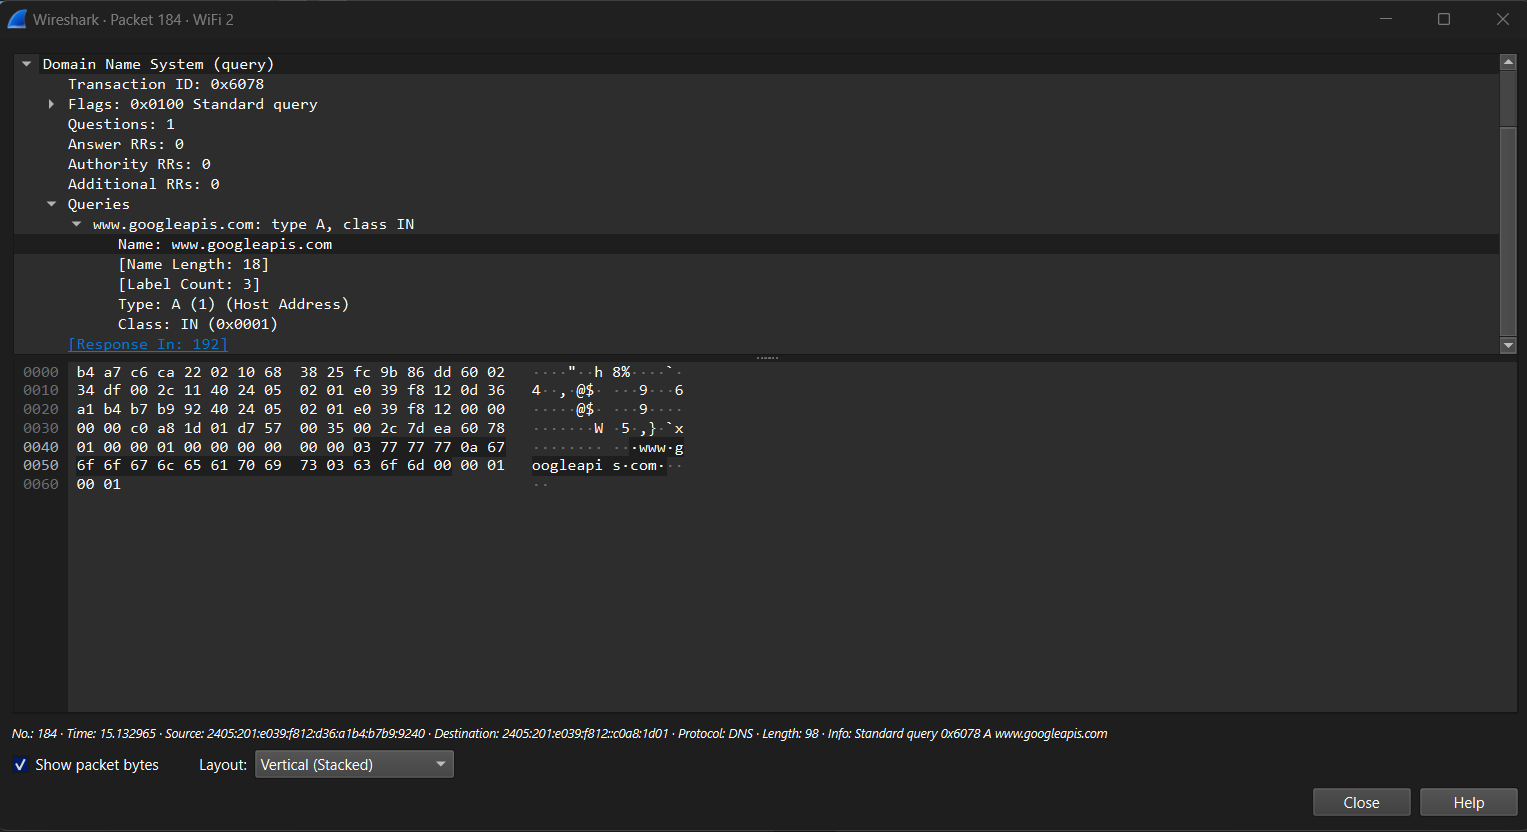 Wireshark · Packet 184 · WiFi 2
Domain Name System (query)
Transaction ID: 0x6078
Flags: 0x0100 Standard query
Questions: 1
Answer RRs: 0
Authority RRs: 0
Additional RRs: 0
Queries
www.googleapis.com: type A, class IN
Name: www.googleapis.com
[Name Length: 18]
[Label Count: 3]
Type: A (1) (Host Address)
Class: IN (0x0001)
[Response In: 192]
0000 b4 a7 c6 ca 22 02 10 68 38 25 fc 9b 86 dd 60 02 ····"··h 8%····`·
0010 34 df 00 2c 11 40 24 05 02 01 e0 39 f8 12 0d 36 4··,·@$· ···9···6
0020 a1 b4 b7 b9 92 40 24 05 02 01 e0 39 f8 12 00 00 ·····@$· ···9····
0030 00 00 c0 a8 1d 01 d7 57 00 35 00 2c 7d ea 60 78 ·······W ·5·,}·`x
0040 01 00 00 01 00 00 00 00 00 00 03 77 77 77 0a 67 ········ ···www·g
0050 6f 6f 67 6c 65 61 70 69 73 03 63 6f 6d 00 00 01 oogleapi s·com···
0060 00 01 ··
No.: 184 · Time: 15.132965 · Source: 2405:201:e039:f812:d36:a1b4:b7b9:9240 · Destination: 2405:201:e039:f812::c0a8:1d01 · Protocol: DNS · Length: 98 · Info: Standard query 0x6078 A www.googleapis.com
Show packet bytes Layout: Vertical (Stacked)
Close Help